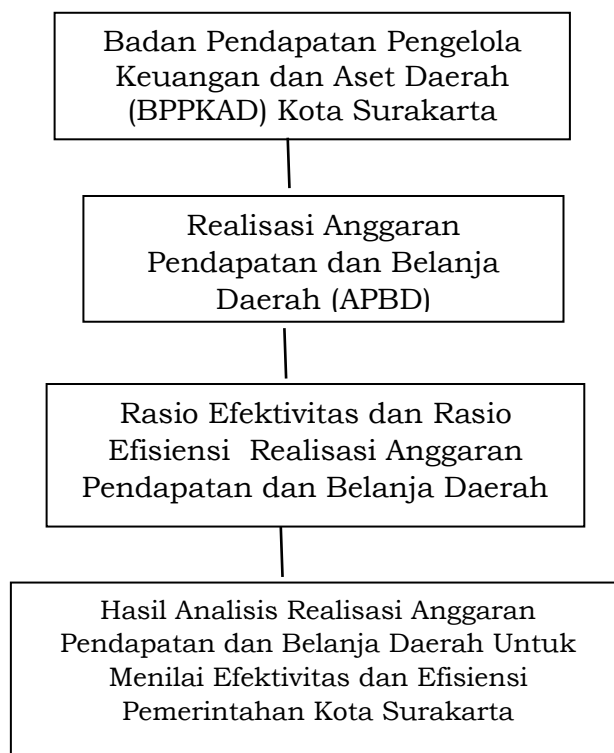 Badan Pendapatan Pengelola
Keuangan dan Aset Daerah
(BPPKAD) Kota Surakarta
Realisasi Anggaran
Pendapatan dan Belanja
Daerah (APBD)
Rasio Efektivitas dan Rasio
Efisiensi Realisasi Anggaran
Pendapatan dan Belanja Daerah
Hasil Analisis Realisasi Anggaran
Pendapatan dan Belanja Daerah Untuk
Menilai Efektivitas dan Efisiensi
Pemerintahan Kota Surakarta